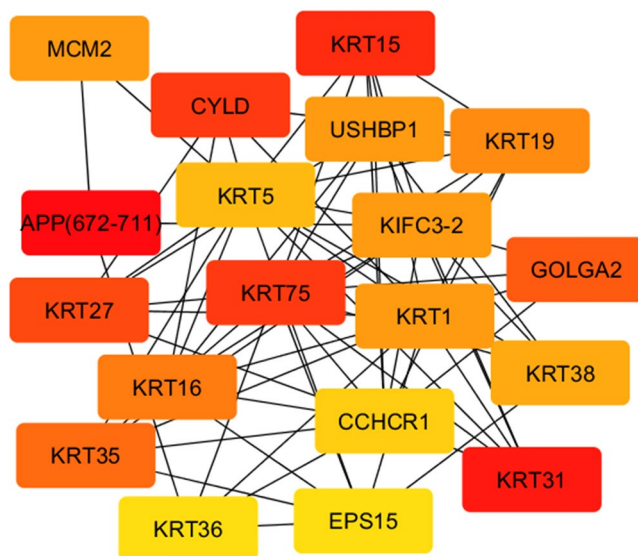 MCM2
KRT15
CYLD
USHBP1
KRT19
KRT5
APP(672-711)
KIFC3-2
GOLGA2
KRT27
KRT75
KRT1
KRT16
KRT38
CCHCR1
KRT35
KRT31
KRT36
EPS15